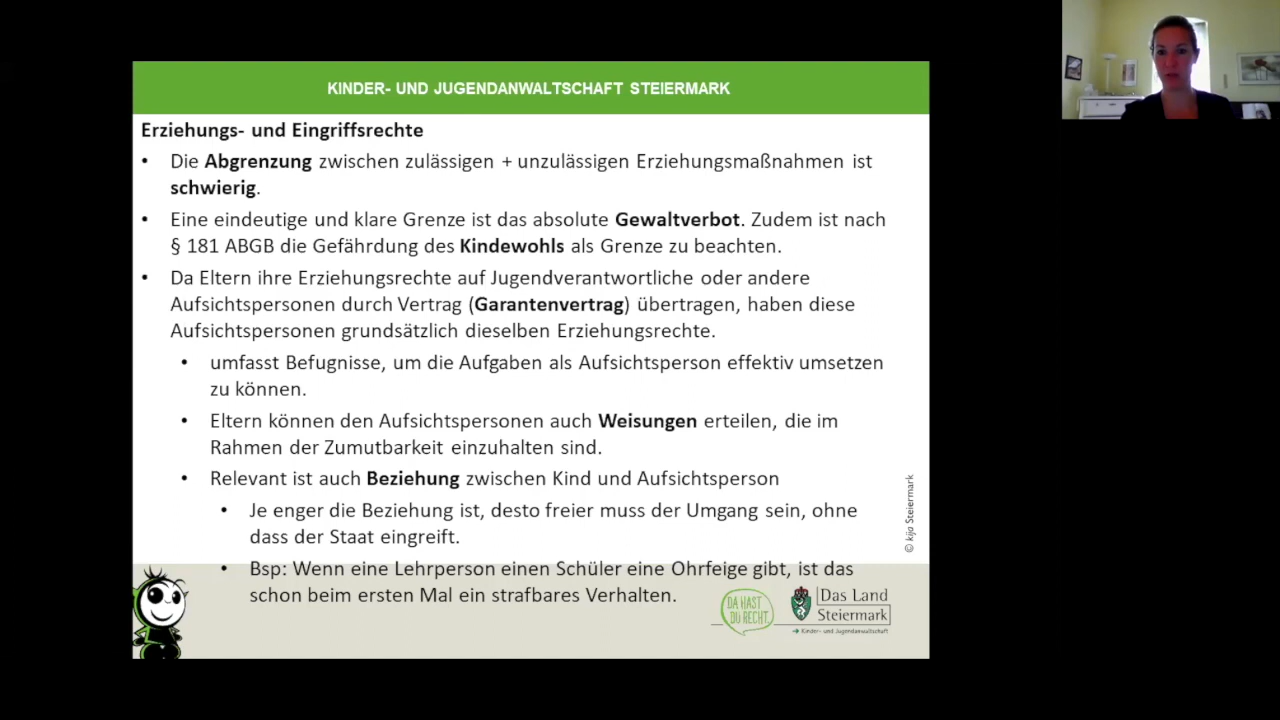 KINDER- UND JUGENDANWALTSCHAFT STEIERMARK
Erziehungs- und Eingriffsrechte
• Die Abgrenzung zwischen zulässigen + unzulässigen Erziehungsmaßnahmen ist
schwierig.
• Eine eindeutige und klare Grenze ist das absolute Gewaltverbot. Zudem ist nach
§ 181 ABGB die Gefährdung des Kindewohls als Grenze zu beachten.
• Da Eltern ihre Erziehungsrechte auf Jugendverantwortliche oder andere
Aufsichtspersonen durch Vertrag (Garantenvertrag) übertragen, haben diese
Aufsichtspersonen grundsätzlich dieselben Erziehungsrechte.
• umfasst Befugnisse, um die Aufgaben als Aufsichtsperson effektiv umsetzen
zu können.
• Eltern können den Aufsichtspersonen auch Weisungen erteilen, die im
Rahmen der Zumutbarkeit einzuhalten sind.
• Relevant ist auch Beziehung zwischen Kind und Aufsichtsperson
• Je enger die Beziehung ist, desto freier muss der Umgang sein, ohne
dass der Staat eingreift.
• Bsp: Wenn eine Lehrperson einen Schüler eine Ohrfeige gibt, ist das
schon beim ersten Mal ein strafbares Verhalten.
© kija Steiermark
DA HAST
DU RECHT.
Das Land
Steiermark
→ Kinder- und Jugendanwaltschaft